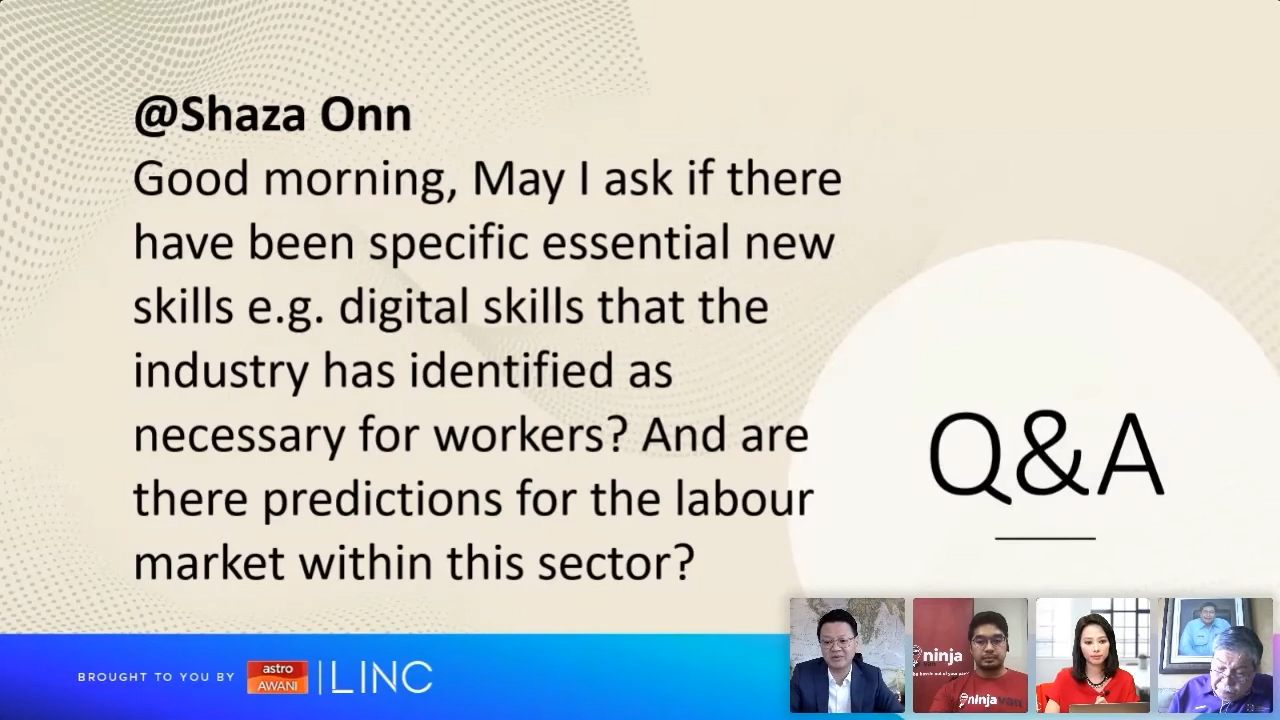 @Shaza Onn
Good morning, May I ask if there
have been specific essential new
skills e.g. digital skills that the
industry has identified as
necessary for workers? And are
there predictions for the labour
market within this sector?
Q&A
BROUGHT TO YOU BY
astro
AWANI
LINC
ninja
ninjavan